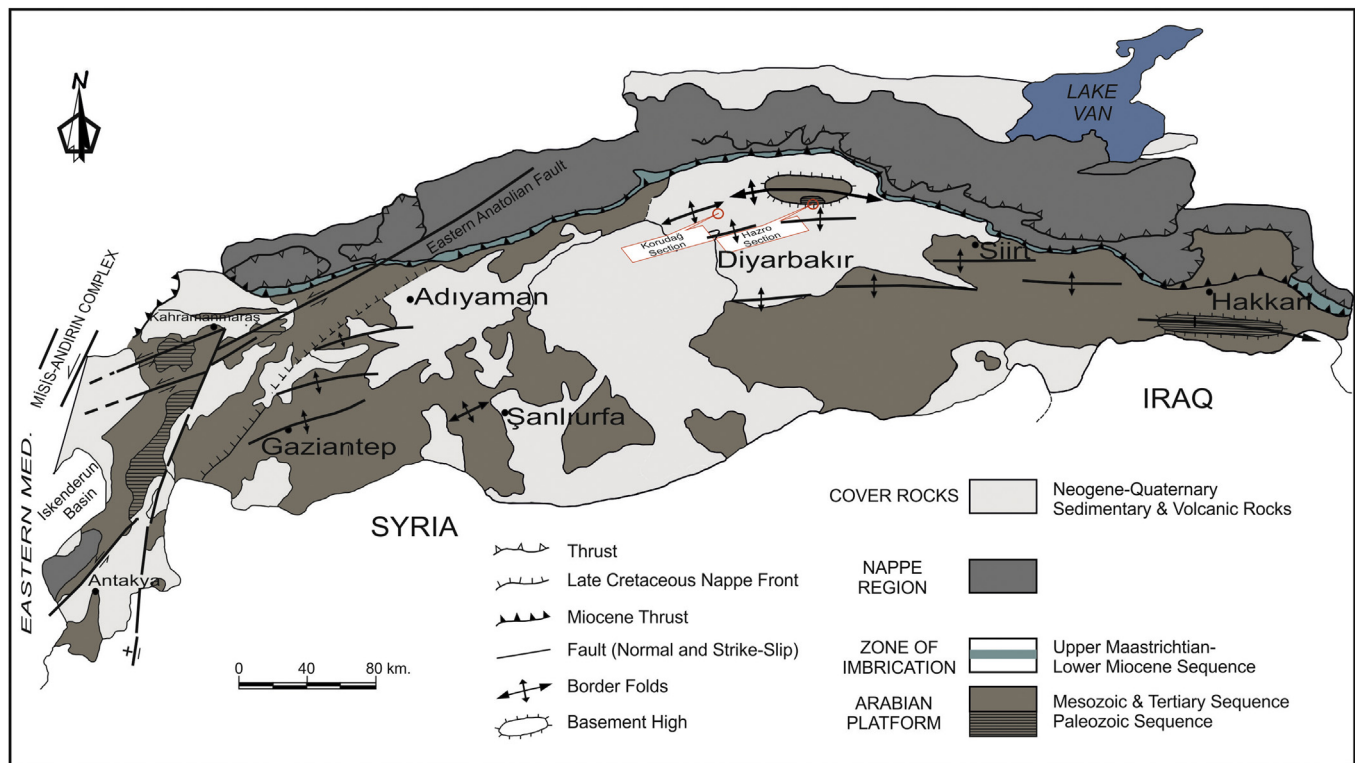 N
LAKE
VAN
Eastern Anatolian Fault
MISIS-ANDIRIN COMPLEX
Korudağ
Section
Hazro
Section
Diyarbakır
Siirt
Adıyaman
Hakkari
Kahramanmaraş
Şanlıurfa
IRAQ
Gaziantep
EASTERN MED.
Iskenderun
Basin
SYRIA
Antakya
Thrust
Late Cretaceous Nappe Front
Miocene Thrust
Fault (Normal and Strike-Slip)
Border Folds
Basement High
0 40 80 km.
COVER ROCKS
Neogene-Quaternary
Sedimentary & Volcanic Rocks
NAPPE
REGION
ZONE OF
IMBRICATION
Upper Maastrichtian-
Lower Miocene Sequence
ARABIAN
PLATFORM
Mesozoic & Tertiary Sequence
Paleozoic Sequence